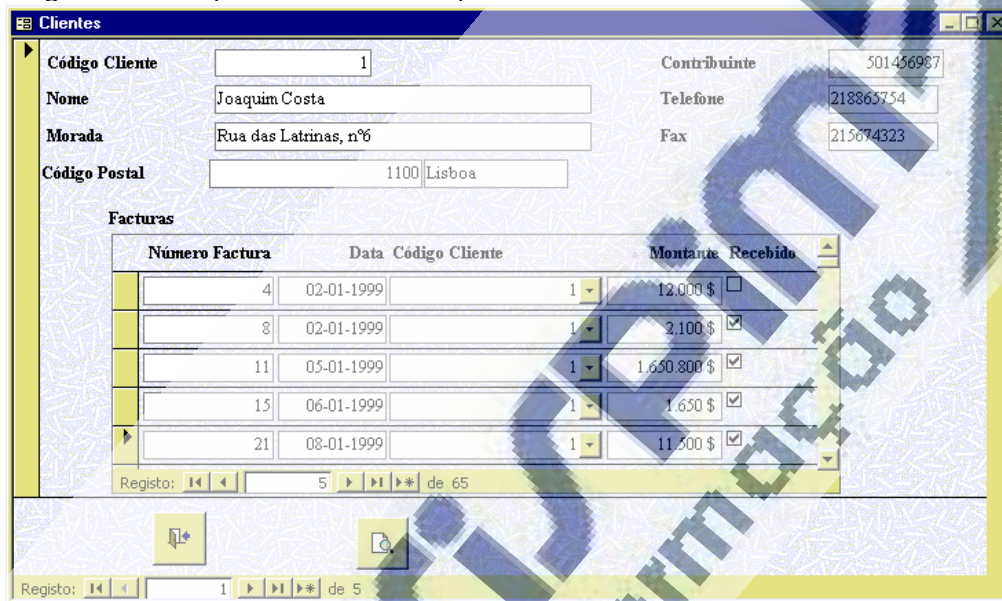 Clientes
Código Cliente 1 Contribuinte 501456987
Nome Joaquim Costa Telefone 218865754
Morada Rua das Latrinas, nº6 Fax 215674323
Código Postal 1100 Lisboa
Facturas
Número Factura Data Código Cliente Montante Recebido
4 02-01-1999 1 12.000 $
8 02-01-1999 1 2.100 $
11 05-01-1999 1 1.650.800 $
15 06-01-1999 1 1.650 $
21 08-01-1999 1 11.500 $
Registo: 5 de 65
Registo: 1 de 5